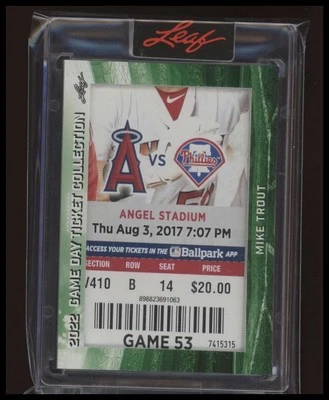 Leaf
Leaf
2022 GAME DAY TICKET COLLECTION
A VS Phillies
ANGEL STADIUM
Thu Aug 3, 2017 7:07 PM
ACCESS YOUR TICKETS IN THE Ballpark APP
SECTION ROW SEAT PRICE
V410 B 14 $20.00
898823691063
GAME 53 7415315
MIKE TROUT